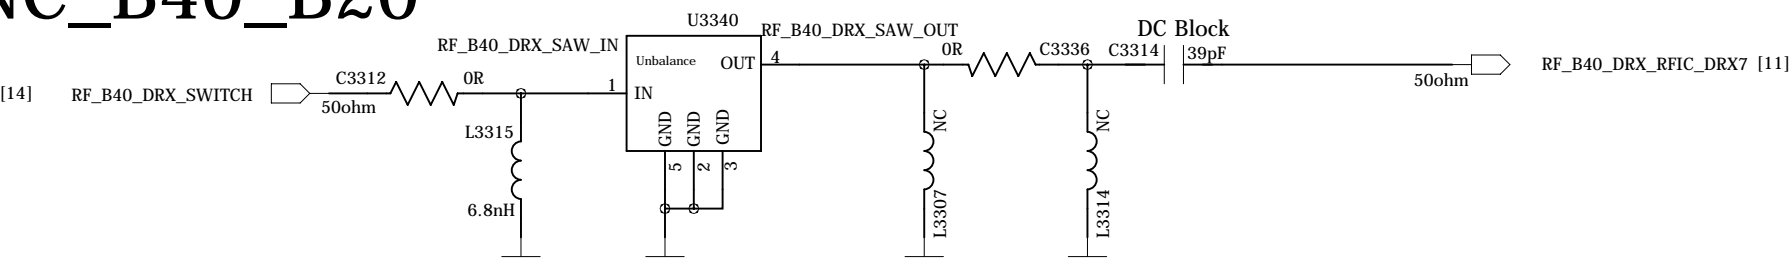 NC_B40_B20
U3340
DC Block
RF_B40_DRX_SAW_IN
RF_B40_DRX_SAW_OUT
0R
C3336
C3314
39pF
Unbalance
OUT
4
[14]
RF_B40_DRX_SWITCH
C3312
0R
50ohm
1
IN
50ohm
RF_B40_DRX_RFIC_DRX7
[11]
GND
GND
GND
5
2
3
L3315
6.8nH
NC
L3307
NC
L3314